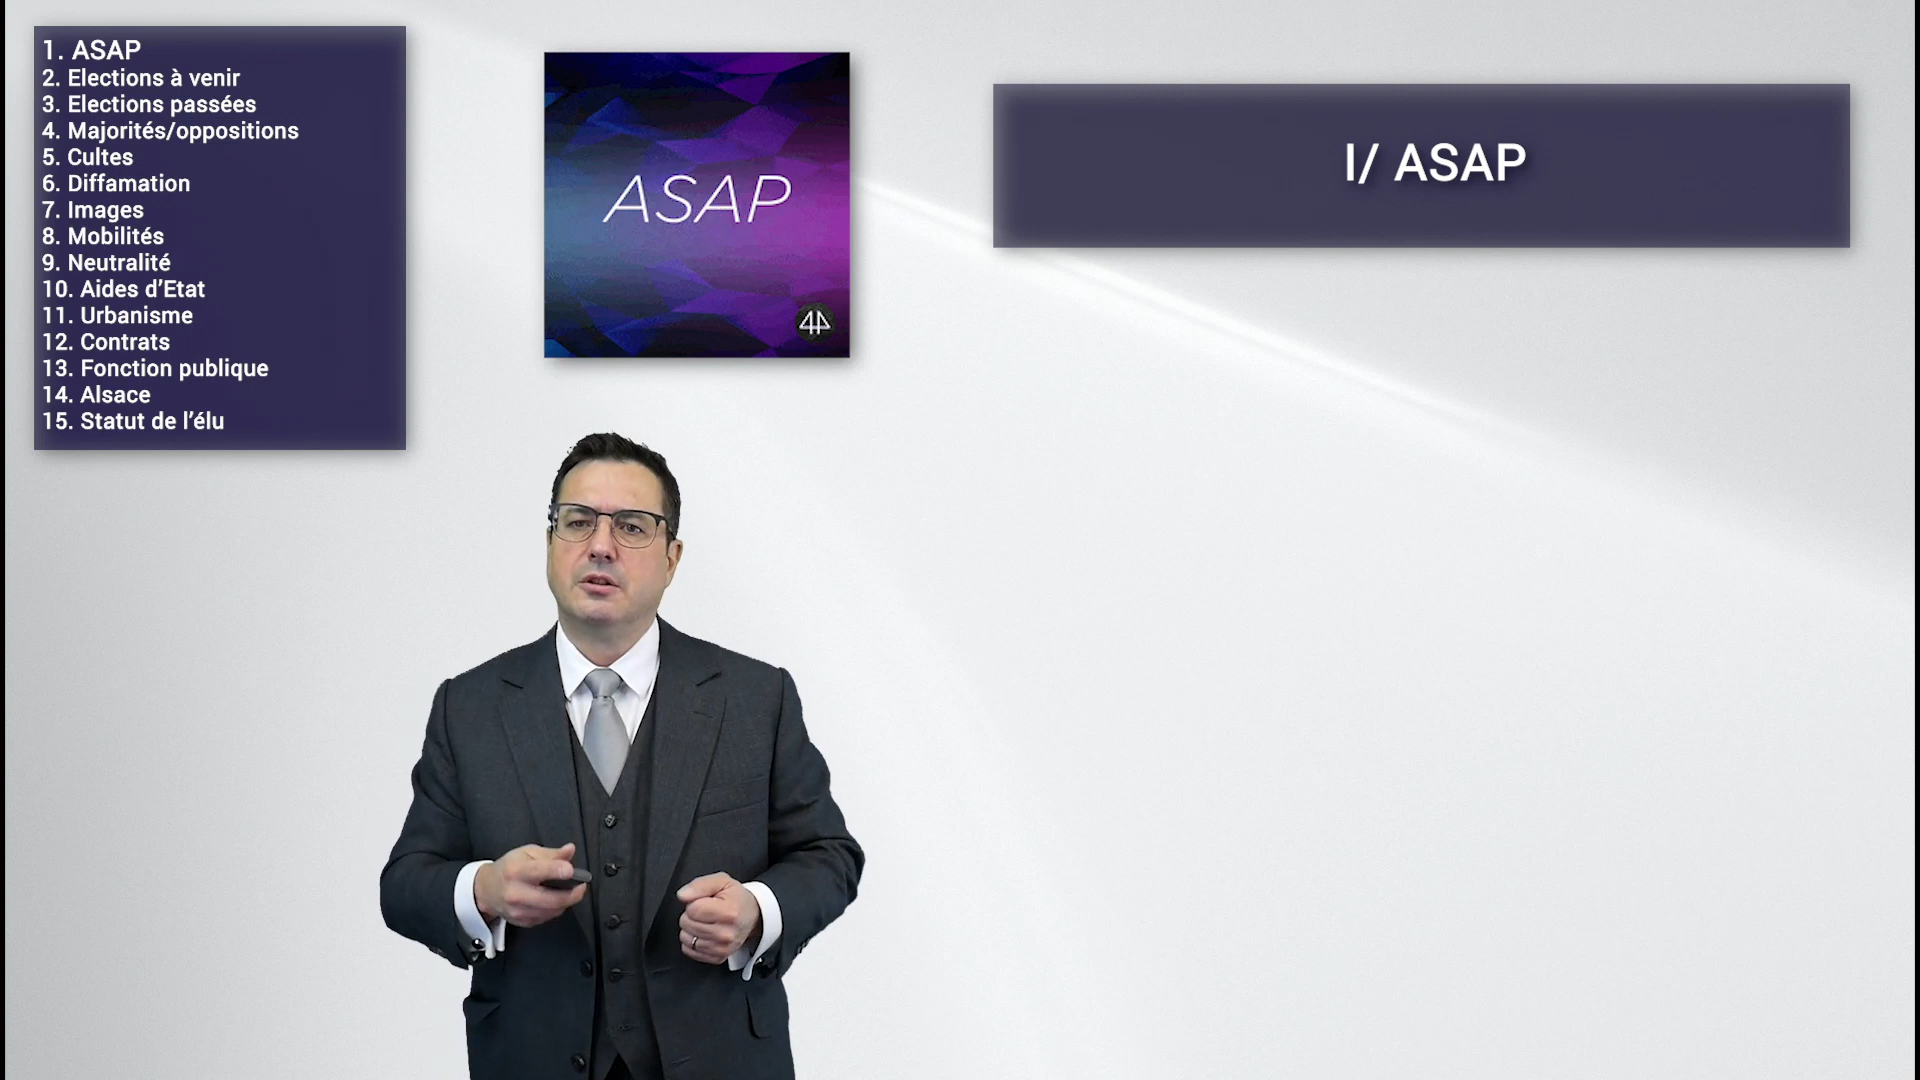 1. ASAP
2. Elections à venir
3. Elections passées
4. Majorités/oppositions
5. Cultes
6. Diffamation
7. Images
8. Mobilités
9. Neutralité
10. Aides d’Etat
11. Urbanisme
12. Contrats
13. Fonction publique
14. Alsace
15. Statut de l’élu
ASAP
I/ ASAP